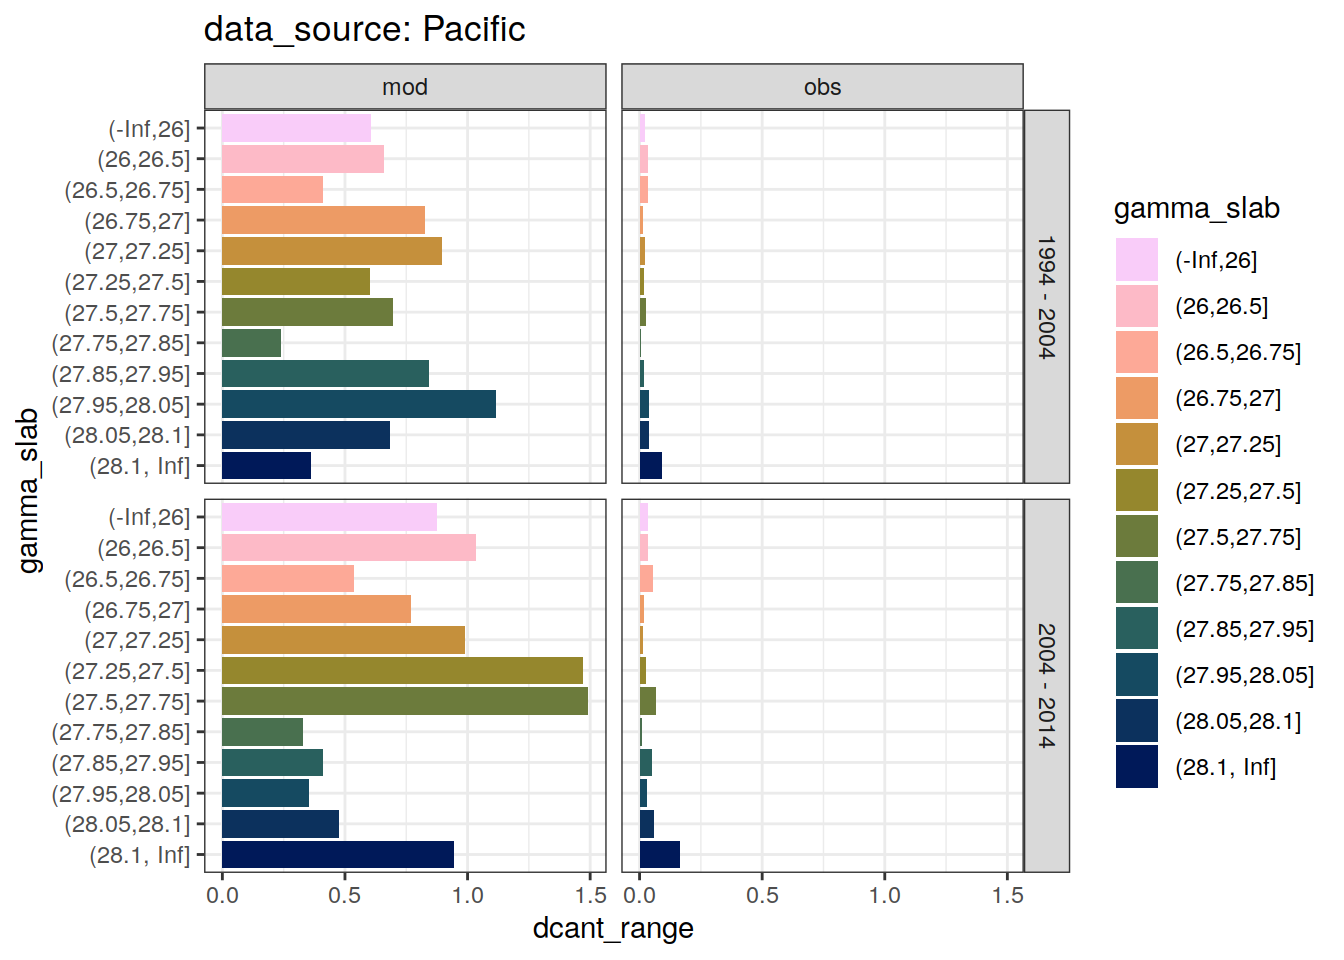 data_source: Pacific
mod
obs
(-Inf,26]
(26,26.5]
(26.5,26.75]
(26.75,27]
(27,27.25]
(27.25,27.5]
(27.5,27.75]
(27.75,27.85]
(27.85,27.95]
(27.95,28.05]
(28.05,28.1]
(28.1, Inf]
1994 - 2004
(-Inf,26]
(26,26.5]
(26.5,26.75]
(26.75,27]
(27,27.25]
(27.25,27.5]
(27.5,27.75]
(27.75,27.85]
(27.85,27.95]
(27.95,28.05]
(28.05,28.1]
(28.1, Inf]
2004 - 2014
gamma_slab
0.0 0.5 1.0 1.5
0.0 0.5 1.0 1.5
dcant_range
gamma_slab
(-Inf,26]
(26,26.5]
(26.5,26.75]
(26.75,27]
(27,27.25]
(27.25,27.5]
(27.5,27.75]
(27.75,27.85]
(27.85,27.95]
(27.95,28.05]
(28.05,28.1]
(28.1, Inf]